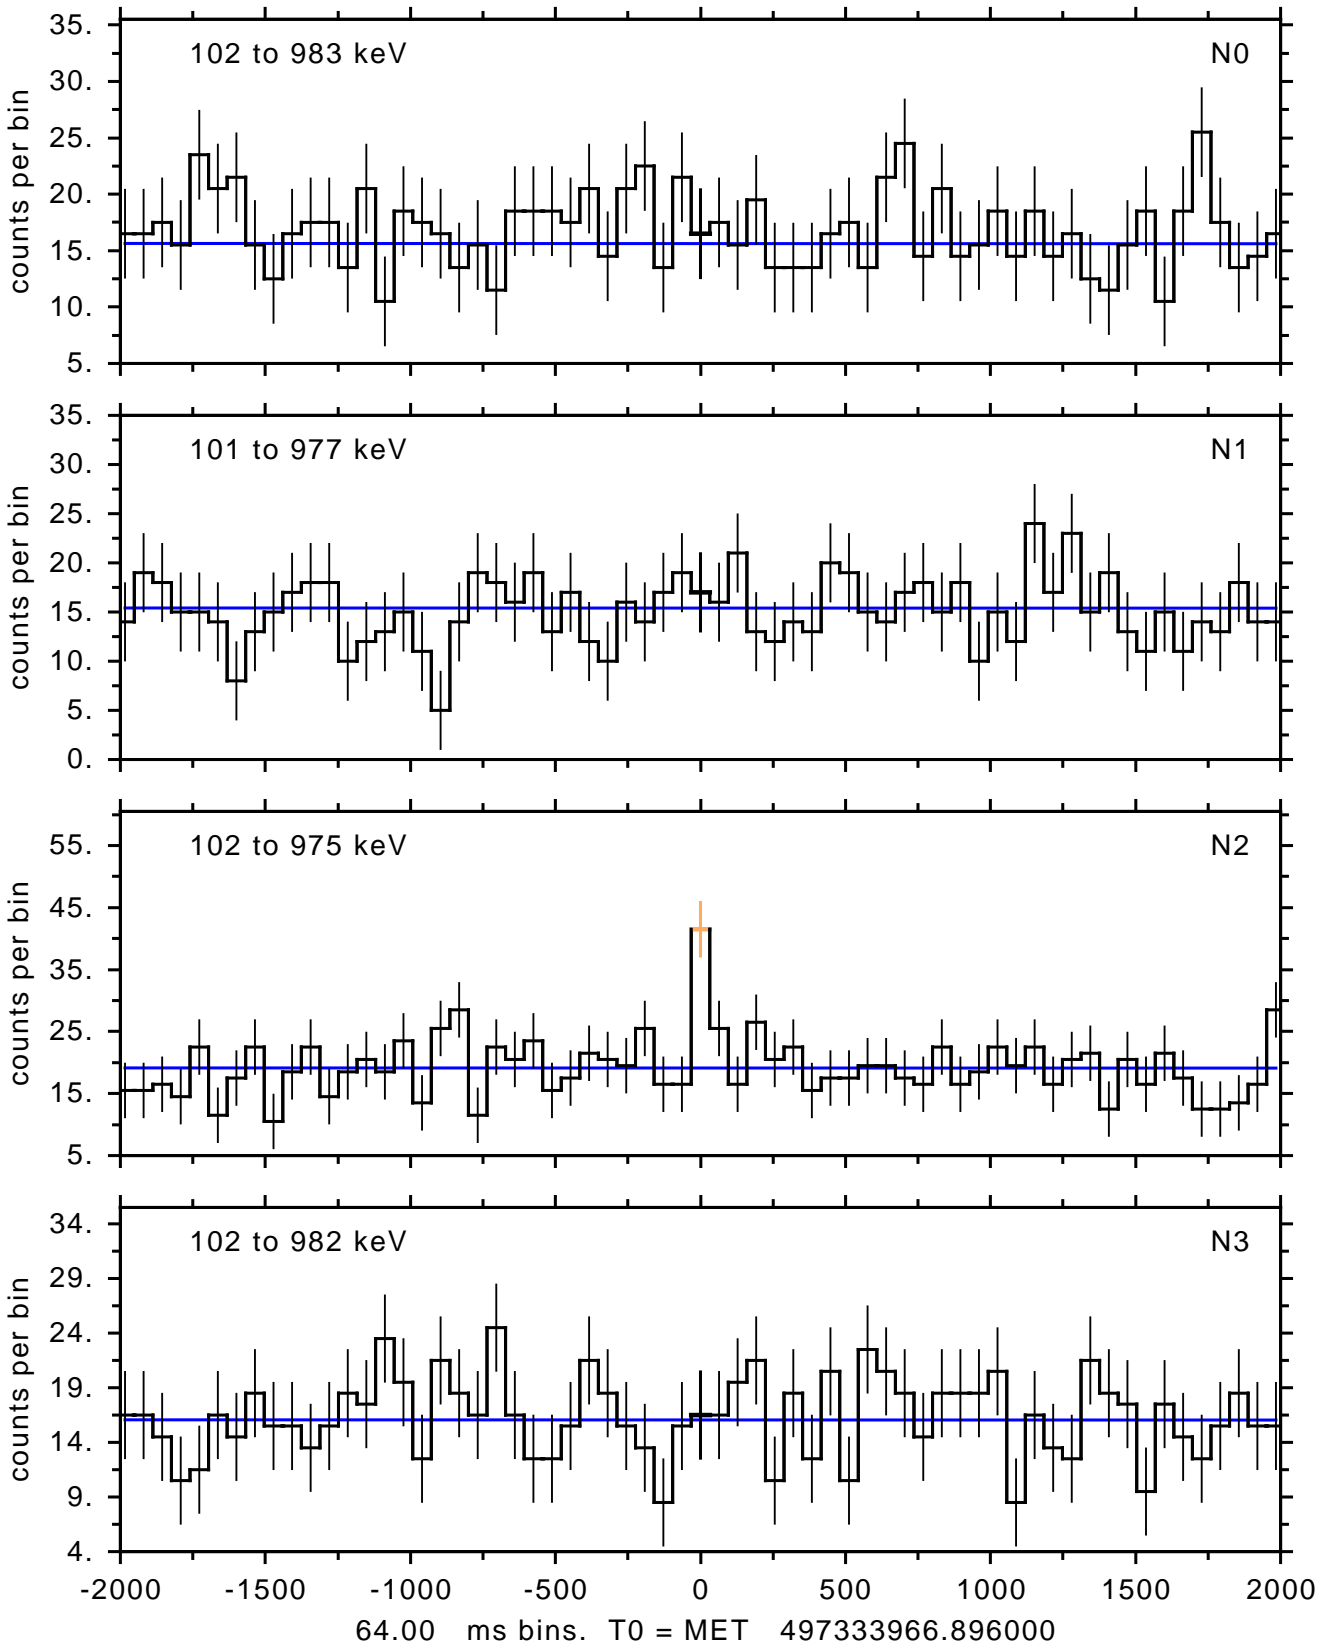 35.
102 to 983 keV N0
30.
25.
20.
15.
10.
5.
counts per bin
35.
101 to 977 keV N1
30.
25.
20.
15.
10.
5.
0.
counts per bin
55.
102 to 975 keV N2
45.
35.
25.
15.
5.
counts per bin
34.
102 to 982 keV N3
29.
24.
19.
14.
9.
4.
counts per bin
-2000 -1500 -1000 -500 0 500 1000 1500 2000
64.00 ms bins. T0 = MET 497333966.896000